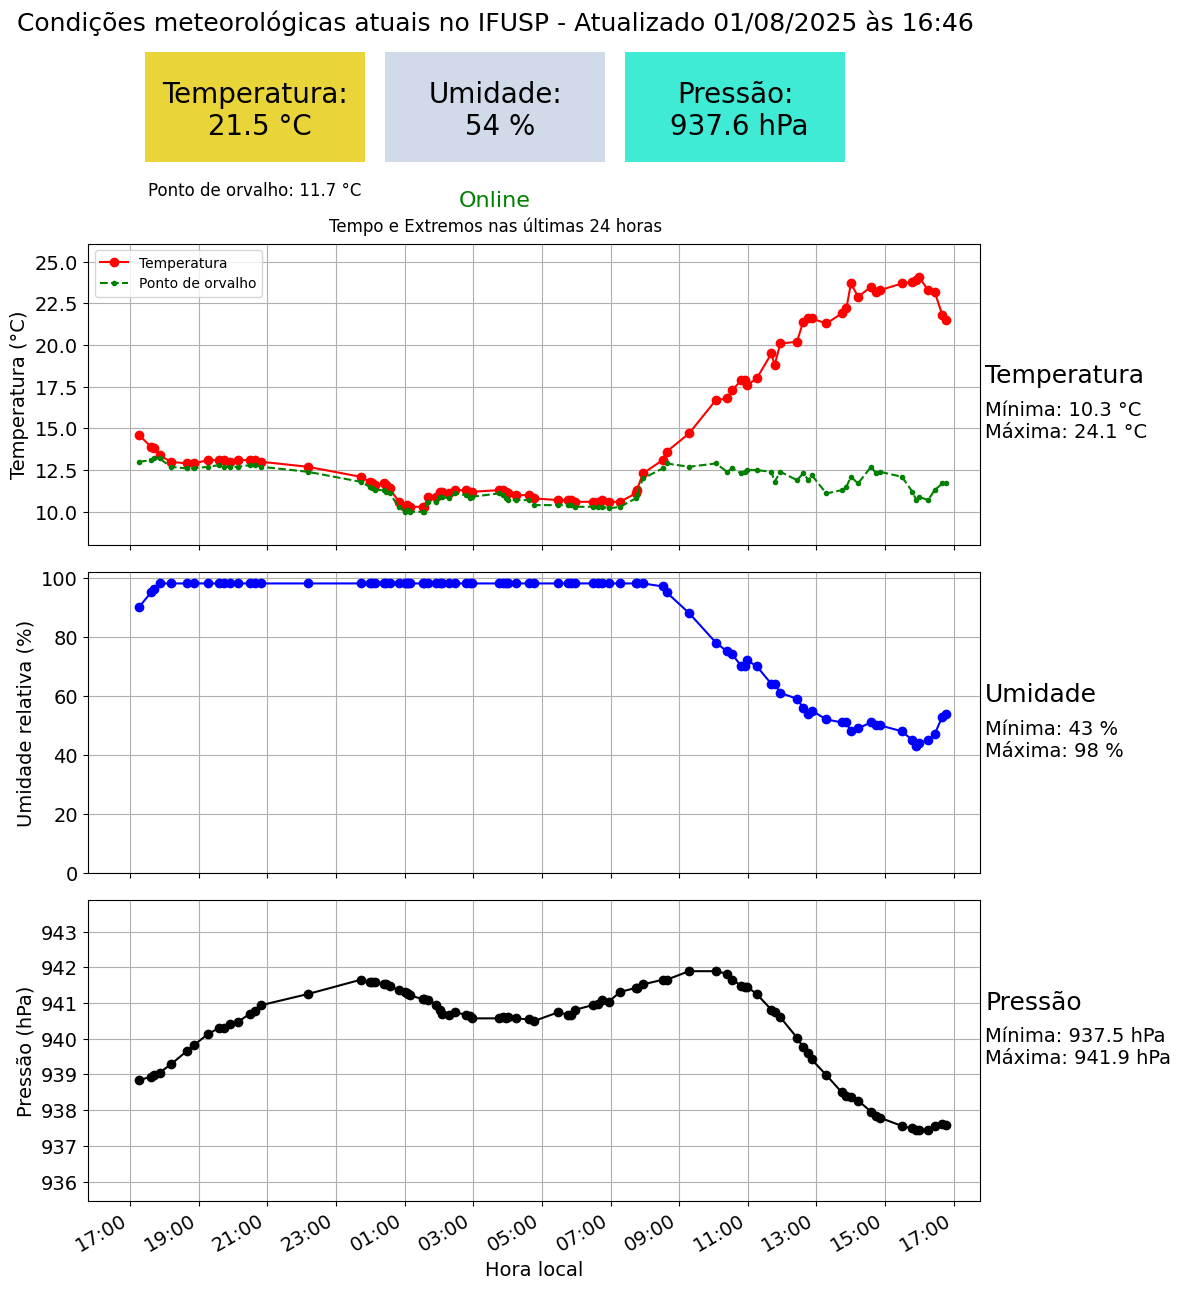 Condições meteorológicas atuais no IFUSP - Atualizado 01/08/2025 às 16:46
Temperatura:
21.5 °C
Umidade:
54 %
Pressão:
937.6 hPa
Ponto de orvalho: 11.7 °C
Online
Tempo e Extremos nas últimas 24 horas
Temperatura (°C)
25.0
22.5
20.0
17.5
15.0
12.5
10.0
Temperatura
Ponto de orvalho
Temperatura
Mínima: 10.3 °C
Máxima: 24.1 °C
Umidade relativa (%)
100
80
60
40
20
0
Umidade
Mínima: 43 %
Máxima: 98 %
Pressão (hPa)
943
942
941
940
939
938
937
936
Pressão
Mínima: 937.5 hPa
Máxima: 941.9 hPa
17:00 19:00 21:00 23:00 01:00 03:00 05:00 07:00 09:00 11:00 13:00 15:00 17:00
Hora local